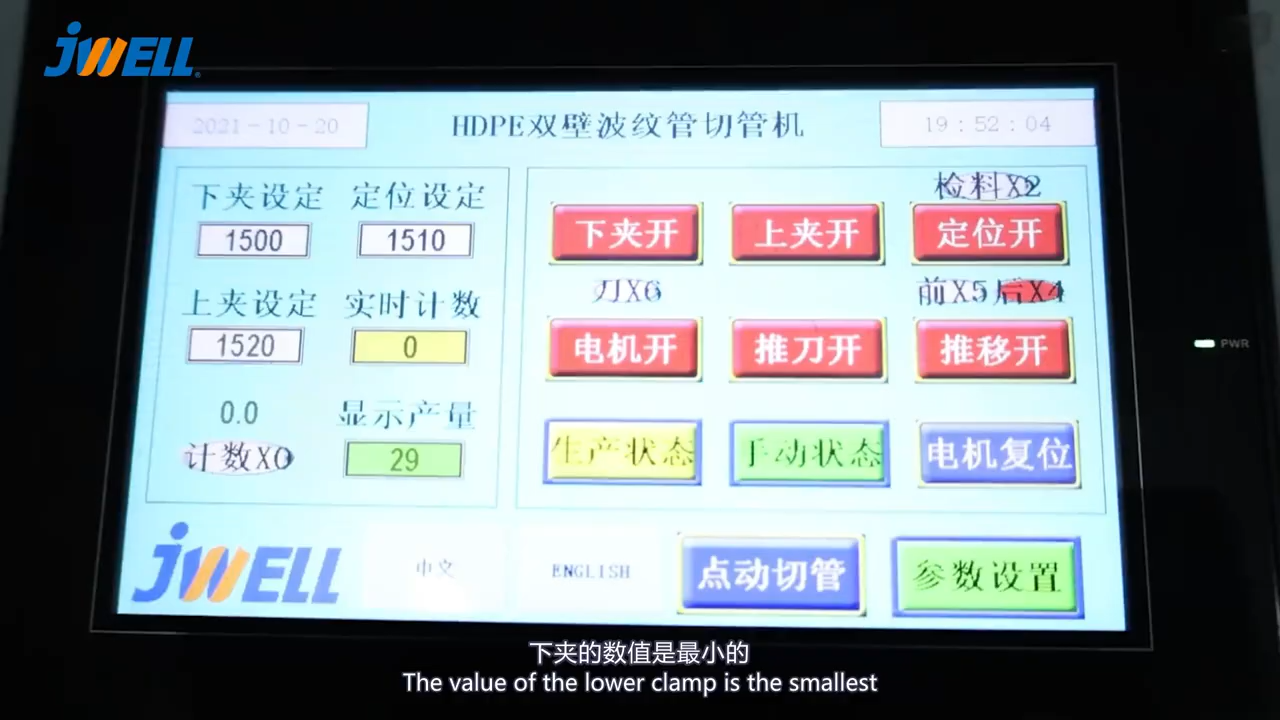 JWELL
2021-10-20
HDPE双壁波纹管切管机
19:52:04
下夹设定 定位设定
1500 1510
上夹设定 实时计数
1520 0
0.0 显示产量
计数X0 29
检料X2
下夹开 上夹开 定位开
刀X6 前X5 后X4
电机开 推刀开 推移开
生产状态 手动状态 电机复位
JWELL 中文 ENGLISH 点动切管 参数设置
PWR
下夹的数值是最小的
The value of the lower clamp is the smallest